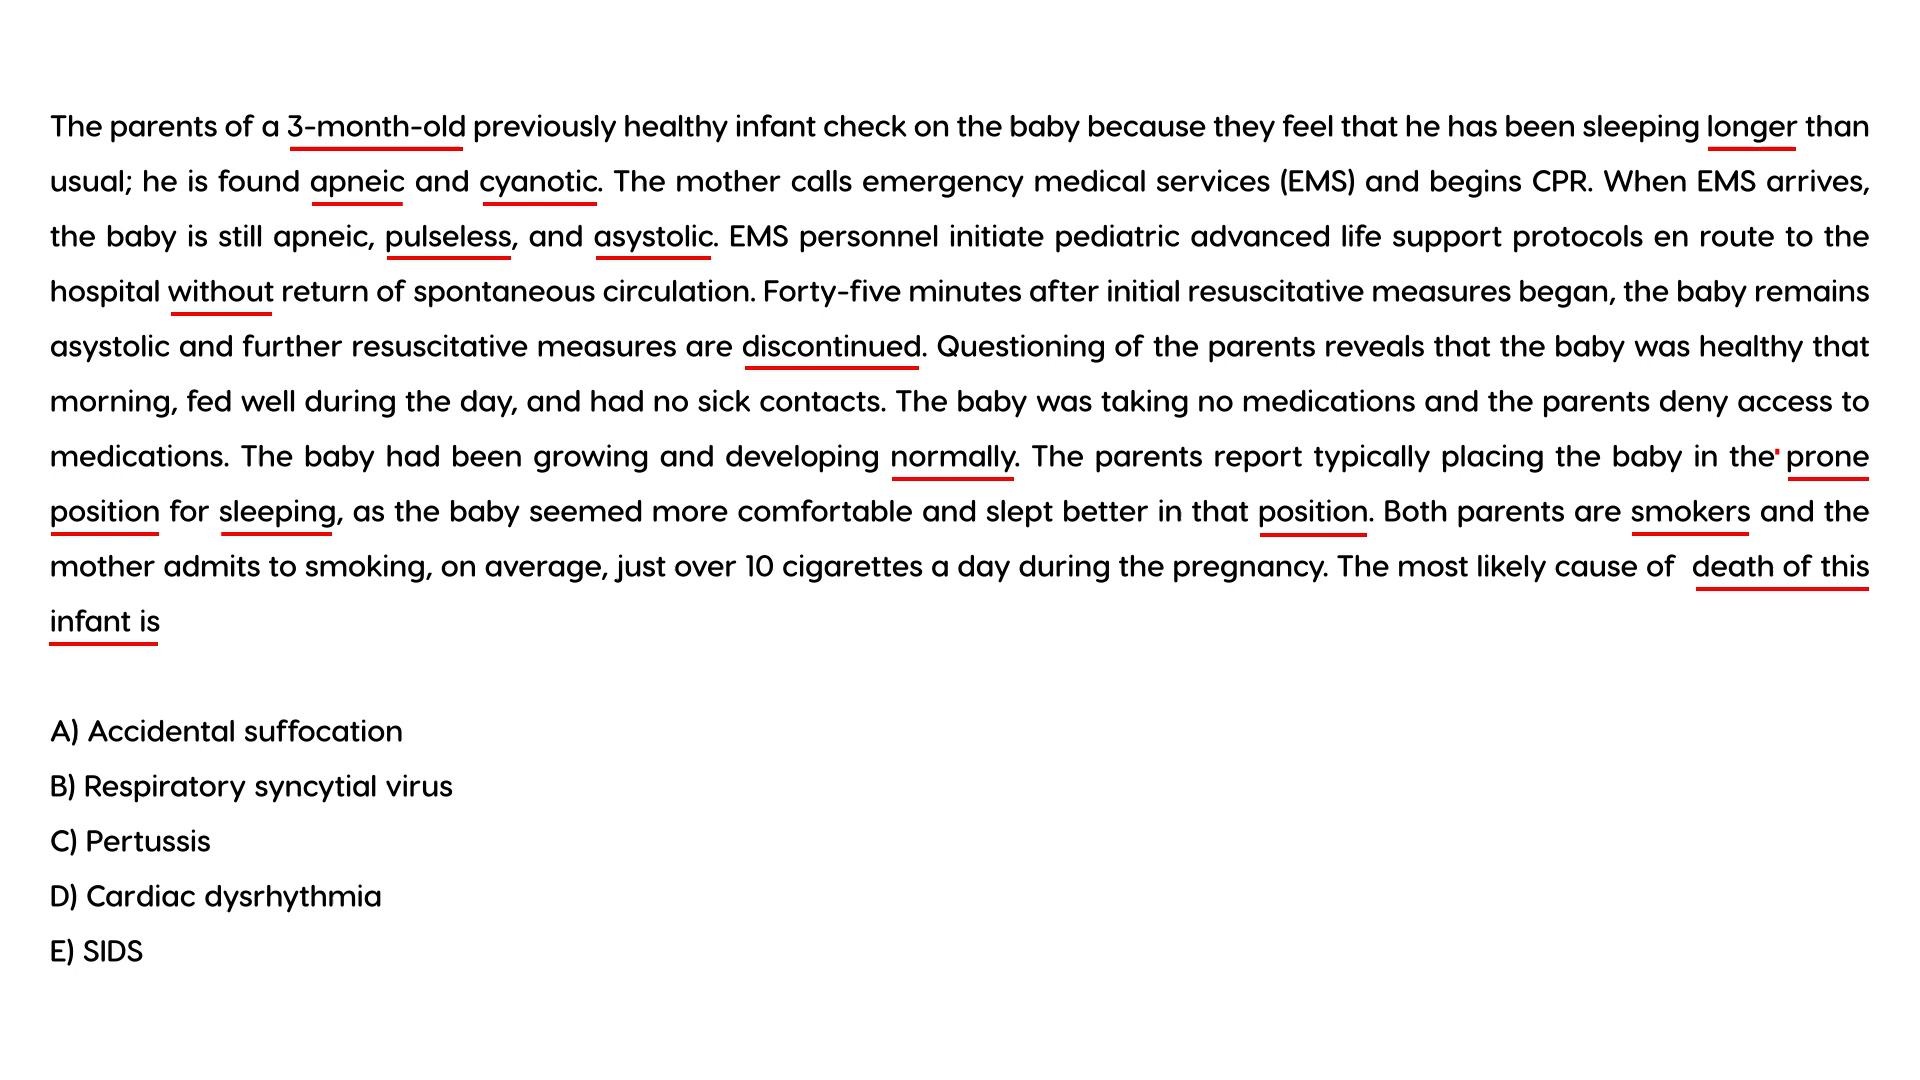 The parents of a 3-month-old previously healthy infant check on the baby because they feel that he has been sleeping longer than
usual; he is found apneic and cyanotic. The mother calls emergency medical services (EMS) and begins CPR. When EMS arrives,
the baby is still apneic, pulseless, and asystolic. EMS personnel initiate pediatric advanced life support protocols en route to the
hospital without return of spontaneous circulation. Forty-five minutes after initial resuscitative measures began, the baby remains
asystolic and further resuscitative measures are discontinued. Questioning of the parents reveals that the baby was healthy that
morning, fed well during the day, and had no sick contacts. The baby was taking no medications and the parents deny access to
medications. The baby had been growing and developing normally. The parents report typically placing the baby in the prone
position for sleeping, as the baby seemed more comfortable and slept better in that position. Both parents are smokers and the
mother admits to smoking, on average, just over 10 cigarettes a day during the pregnancy. The most likely cause of death of this
infant is
A) Accidental suffocation
B) Respiratory syncytial virus
C) Pertussis
D) Cardiac dysrhythmia
E) SIDS